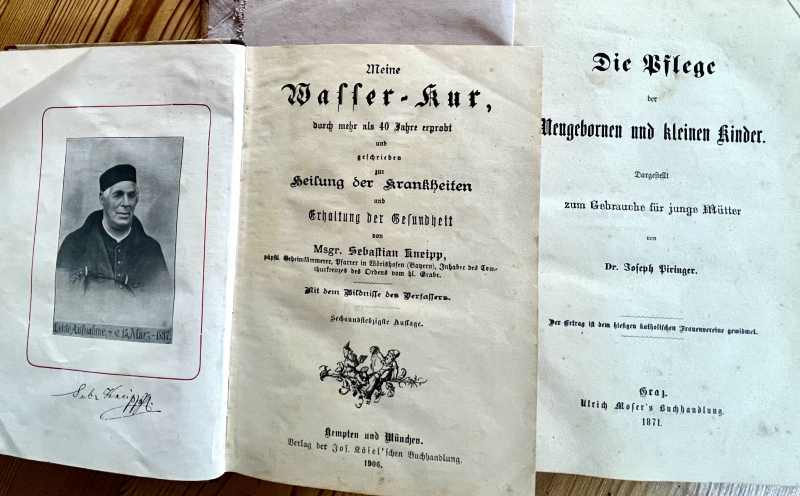 Letzte Aufnahme. - v. 15. Mär. - 1897.
Seb. Kneipp
Meine
Wasser-Kur,
durch mehr als 40 Jahre erprobt
und
geschrieben
zur
Heilung der Krankheiten
und
Erhaltung der Gesundheit
von
Msgr. Sebastian Kneipp,
päpstl. Geheimkämmerer, Pfarrer in Wörishofen (Bayern), Inhaber des Com-
thurkreuzes des Ordens vom hl. Grabe.
Mit dem Bildnisse des Verfassers.
Sechsundsiebzigste Auflage.
Kempten und München.
Verlag der Jos. Kösel'schen Buchhandlung.
1906.
Die Pflege
der
Neugebornen und kleinen Kinder.
Dargestellt
zum Gebrauche für junge Mütter
von
Dr. Joseph Piringer.
Der Ertrag ist dem hiesigen katholischen Frauenvereine gewidmet.
Graz.
Ulrich Moser's Buchhandlung.
1871.